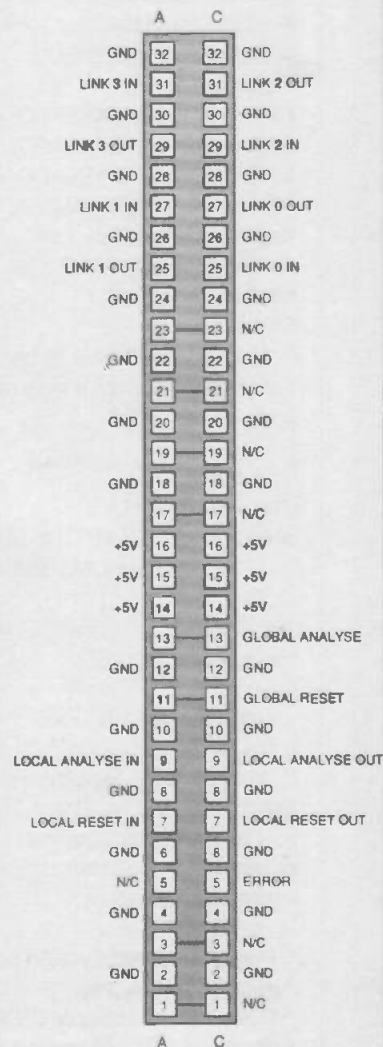 A C
GND 32 32 GND
LINK 3 IN 31 31 LINK 2 OUT
GND 30 30 GND
LINK 3 OUT 29 29 LINK 2 IN
GND 28 28 GND
LINK 1 IN 27 27 LINK 0 OUT
GND 26 26 GND
LINK 1 OUT 25 25 LINK 0 IN
GND 24 24 GND
23 23 N/C
GND 22 22 GND
21 21 N/C
GND 20 20 GND
19 19 N/C
GND 18 18 GND
17 17 N/C
+5V 16 16 +5V
+5V 15 15 +5V
+5V 14 14 +5V
13 13 GLOBAL ANALYSE
GND 12 12 GND
11 11 GLOBAL RESET
GND 10 10 GND
LOCAL ANALYSE IN 9 9 LOCAL ANALYSE OUT
GND 8 8 GND
LOCAL RESET IN 7 7 LOCAL RESET OUT
GND 6 6 GND
N/C 5 5 ERROR
GND 4 4 GND
3 3 N/C
GND 2 2 GND
1 1 N/C
A C